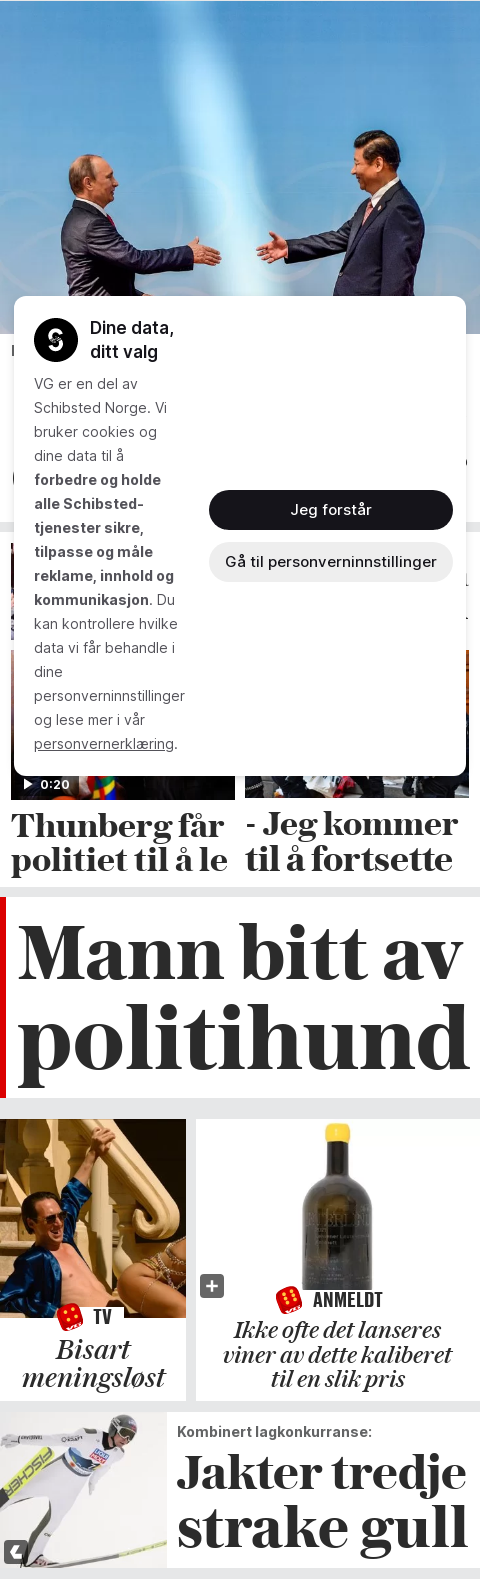 Dine data,
ditt valg
VG er en del av
Schibsted Norge. Vi
bruker cookies og
dine data til å
forbedre og holde
alle Schibsted-
tjenester sikre,
tilpasse og måle
reklame, innhold og
kommunikasjon. Du
kan kontrollere hvilke
data vi får behandle i
dine
personverninnstillinger
og lese mer i vår
personvernerklæring.
Jeg forstår
Gå til personverninnstillinger
0:20
Thunberg får
politiet til å le
- Jeg kommer
til å fortsette
Mann bitt av
politihund
TV
Bisart
meningsløst
ANMELDT
Ikke ofte det lanseres
viner av dette kaliberet
til en slik pris
Kombinert lagkonkurranse:
Jakter tredje
strake gull